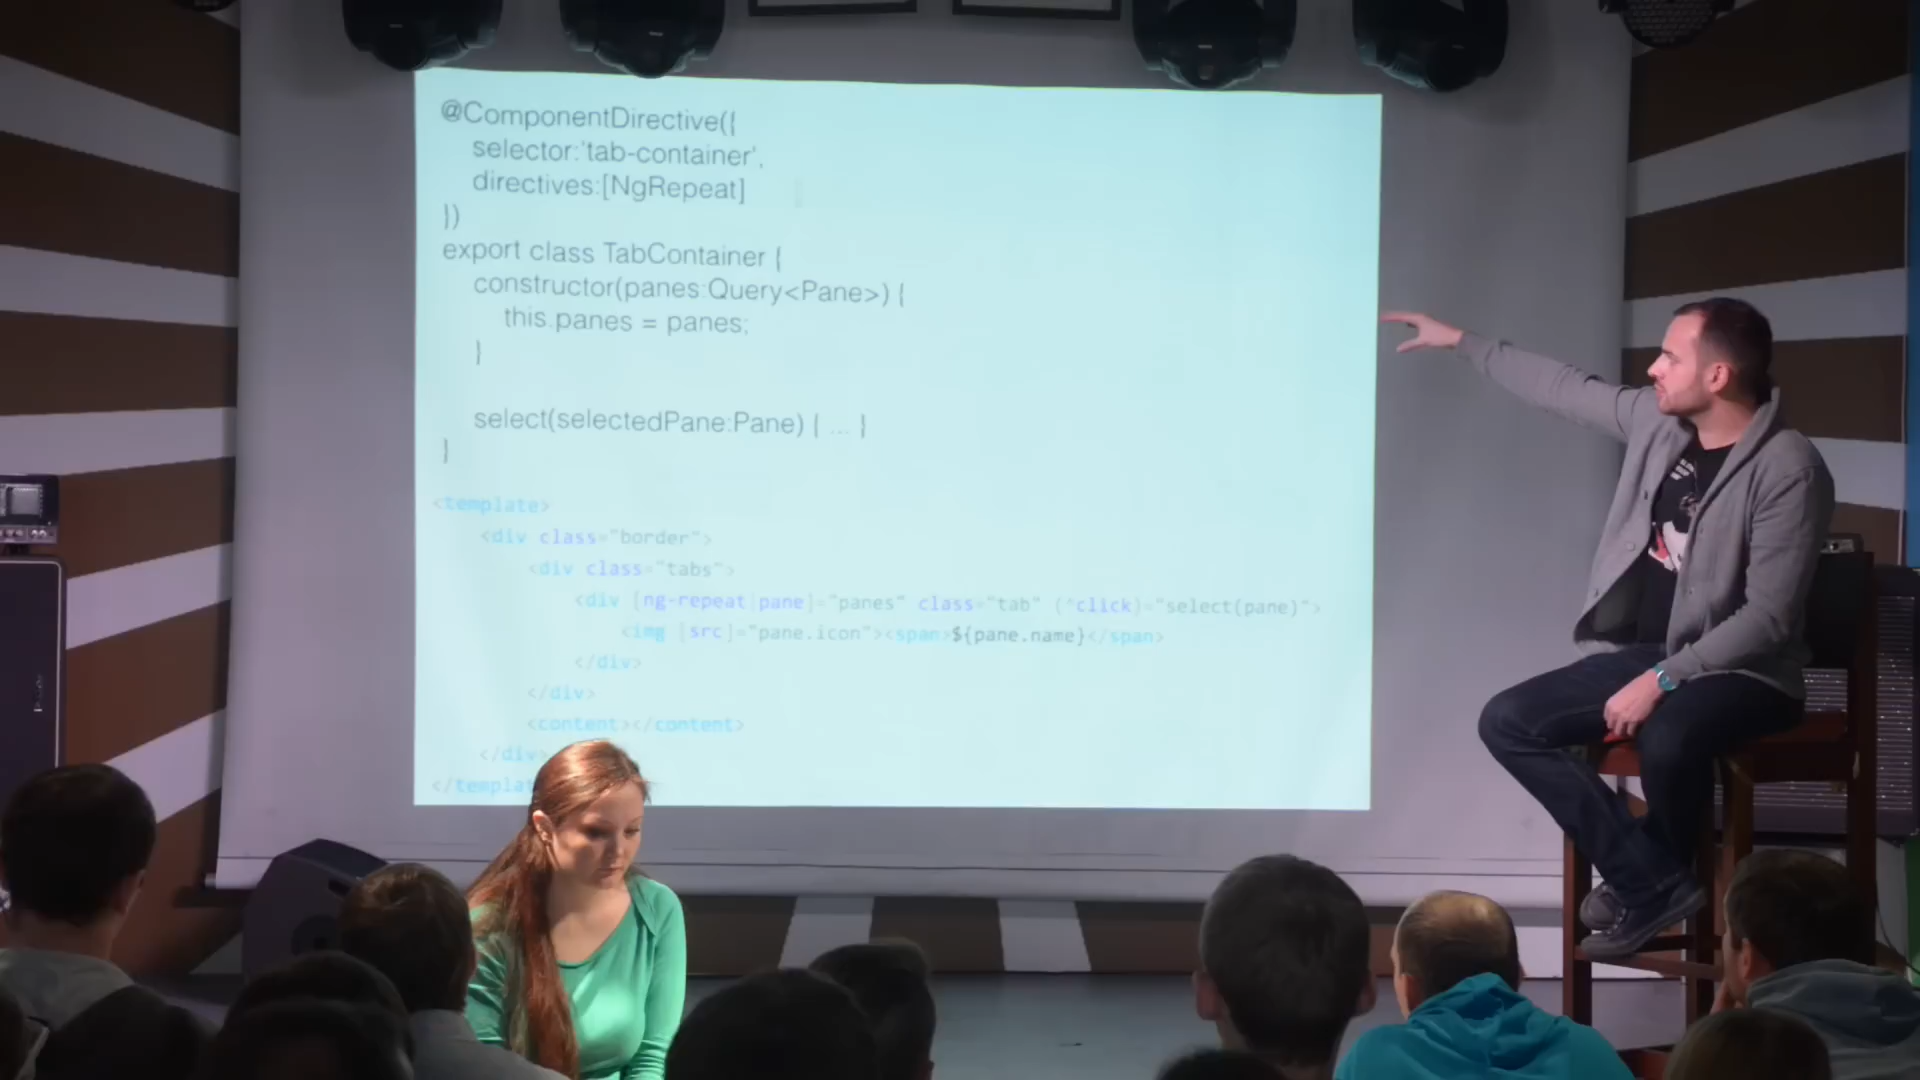 @ComponentDirective({
selector:'tab-container',
directives:[NgRepeat]
})
export class TabContainer {
constructor(panes:Query<Pane>) {
this.panes = panes;
}
select(selectedPane:Pane) { ... }
}
<template>
<div class="border">
<div class="tabs">
<div [ng-repeat|pane]="panes" class="tab" (^click)="select(pane)">
<img [src]="pane.icon"><span>${pane.name}</span>
</div>
</div>
<content></content>
</div>
</templat